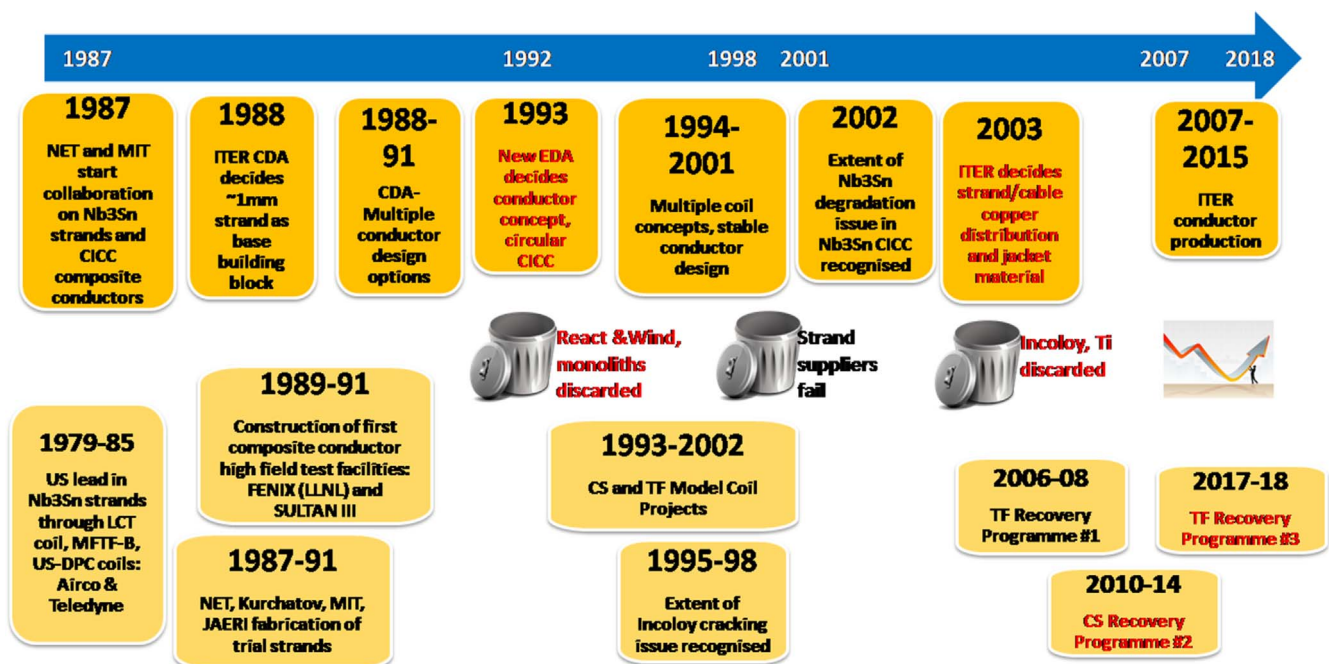 1987 1992 1998 2001 2007 2018
1987
NET and MIT
start
collaboration
on Nb3Sn
strands and
CICC
composite
conductors
1988
ITER CDA
decides
~1mm
strand as
base
building
block
1988-
91
CDA-
Multiple
conductor
design
options
1993
New EDA
decides
conductor
concept,
circular
CICC
1994-
2001
Multiple coil
concepts, stable
conductor
design
2002
Extent of
Nb3Sn
degradation
issue in
Nb3Sn CICC
recognised
2003
ITER decides
strand/cable
copper
distribution
and jacket
material
2007-
2015
ITER
conductor
production
React &Wind,
monoliths
discarded
Strand
suppliers
fail
Incoloy, Ti
discarded
1979-85
US lead in
Nb3Sn strands
through LCT
coil, MFTF-B,
US-DPC coils:
Airco &
Teledyne
1989-91
Construction of first
composite conductor
high field test facilities:
FENIX (LLNL) and
SULTAN III
1987-91
NET, Kurchatov, MIT,
JAERI fabrication of
trial strands
1993-2002
CS and TF Model Coil
Projects
1995-98
Extent of
Incoloy cracking
issue recognised
2006-08
TF Recovery
Programme #1
2017-18
TF Recovery
Programme #3
2010-14
CS Recovery
Programme #2